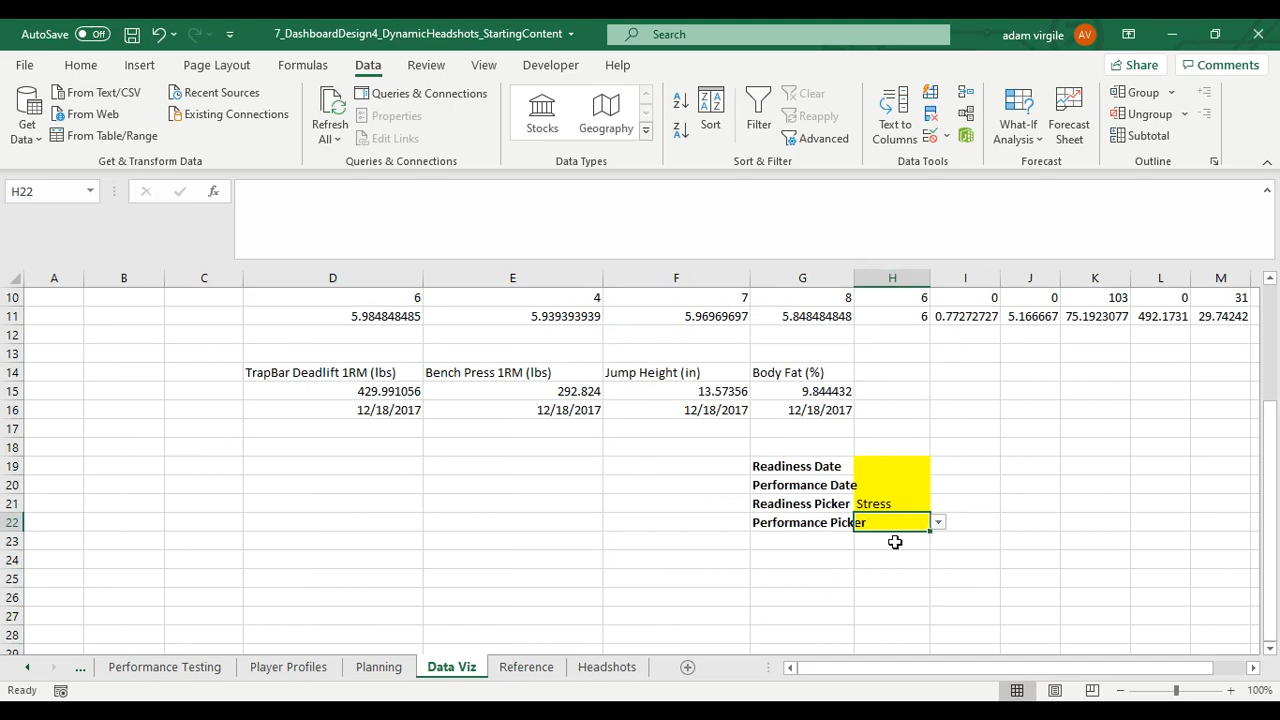 AutoSave Off 7_DashboardDesign4_DynamicHeadshots_StartingContent Search adam virgile AV
File Home Insert Page Layout Formulas Data Review View Developer Help Share Comments
Get Data From Text/CSV From Web From Table/Range Recent Sources Existing Connections
Refresh All Queries & Connections Properties Edit Links
Stocks Geography
Sort Filter Clear Reapply Advanced
Text to Columns
What-If Analysis Forecast Sheet
Group Ungroup Subtotal
Get & Transform Data Queries & Connections Data Types Sort & Filter Data Tools Forecast Outline
H22 fx
A B C D E F G H I J K L M
10 6 4 7 8 6 0 0 103 0 31
11 5.984848485 5.939393939 5.96969697 5.848484848 6 0.77272727 5.166667 75.1923077 492.1731 29.74242
12
13
14 TrapBar Deadlift 1RM (lbs) Bench Press 1RM (lbs) Jump Height (in) Body Fat (%)
15 429.991056 292.824 13.57356 9.844432
16 12/18/2017 12/18/2017 12/18/2017 12/18/2017
17
18
19 Readiness Date
20 Performance Date
21 Readiness Picker Stress
22 Performance Picker
23
24
25
26
27
28
... Performance Testing Player Profiles Planning Data Viz Reference Headshots
Ready 100%